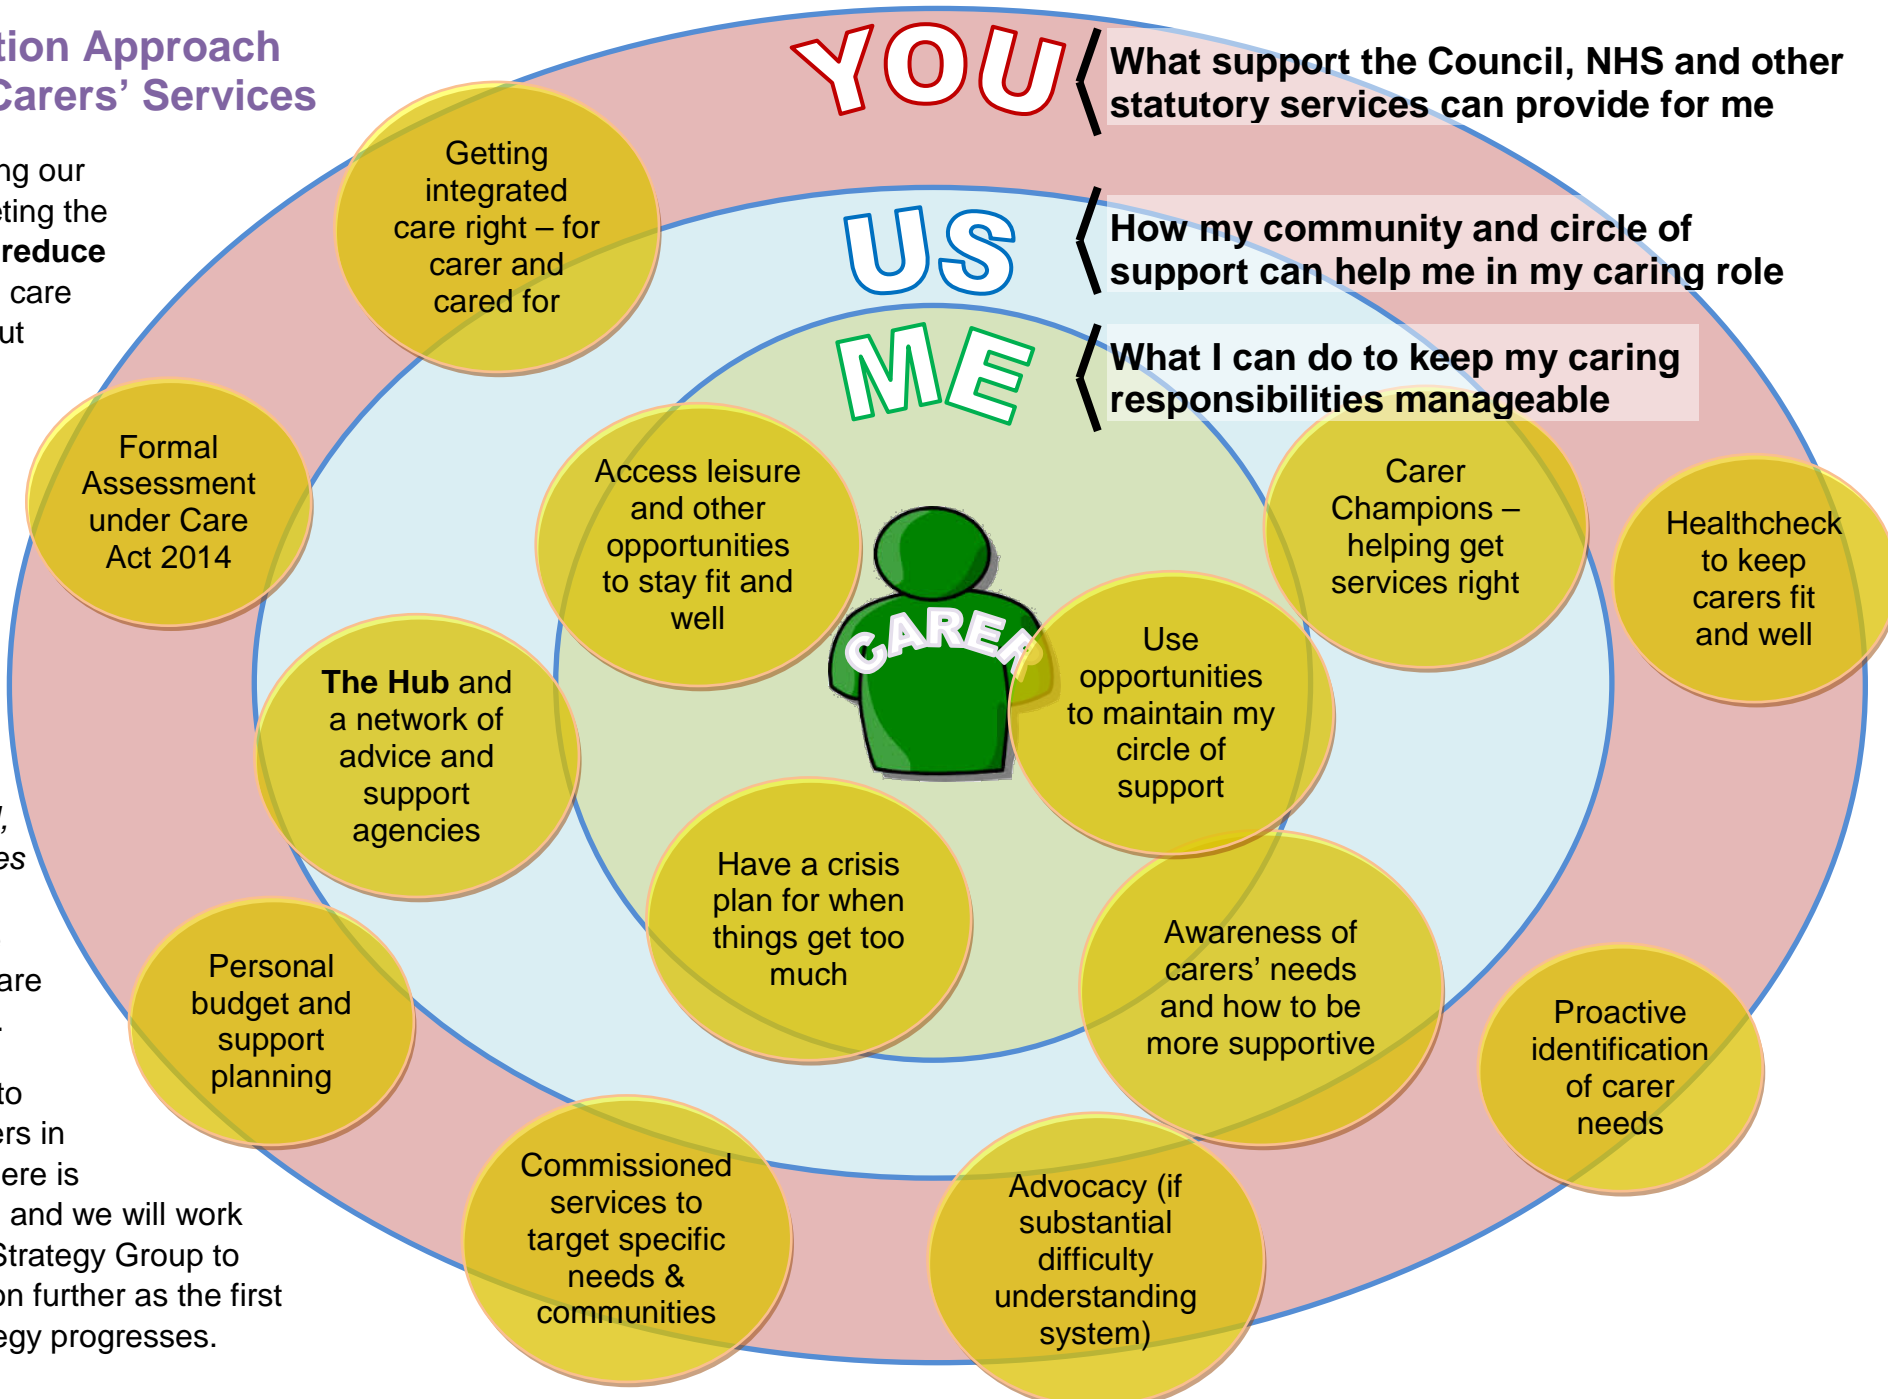 tion Approach
Carers’ Services
ng our
eting the
reduce
care
ut
l,
es
are
.
to
ers in
ere is
and we will work
Strategy Group to
on further as the first
egy progresses.
YOU
What support the Council, NHS and other
statutory services can provide for me
US
How my community and circle of
support can help me in my caring role
ME
What I can do to keep my caring
responsibilities manageable
Getting
integrated
care right – for
carer and
cared for
Formal
Assessment
under Care
Act 2014
Access leisure
and other
opportunities
to stay fit and
well
Carer
Champions –
helping get
services right
Healthcheck
to keep
carers fit
and well
CARER
The Hub and
a network of
advice and
support
agencies
Use
opportunities
to maintain my
circle of
support
Have a crisis
plan for when
things get too
much
Awareness of
carers’ needs
and how to be
more supportive
Personal
budget and
support
planning
Proactive
identification
of carer
needs
Commissioned
services to
target specific
needs &
communities
Advocacy (if
substantial
difficulty
understanding
system)